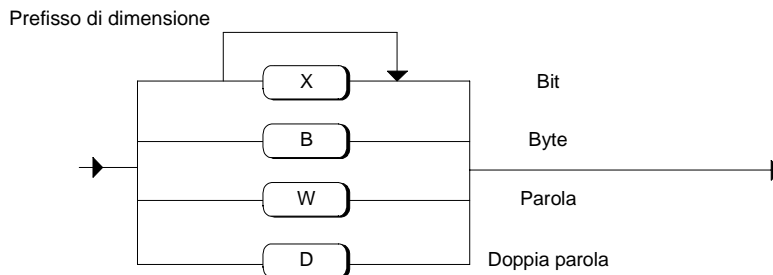 Prefisso di dimensione
X Bit
B Byte
W Parola
D Doppia parola